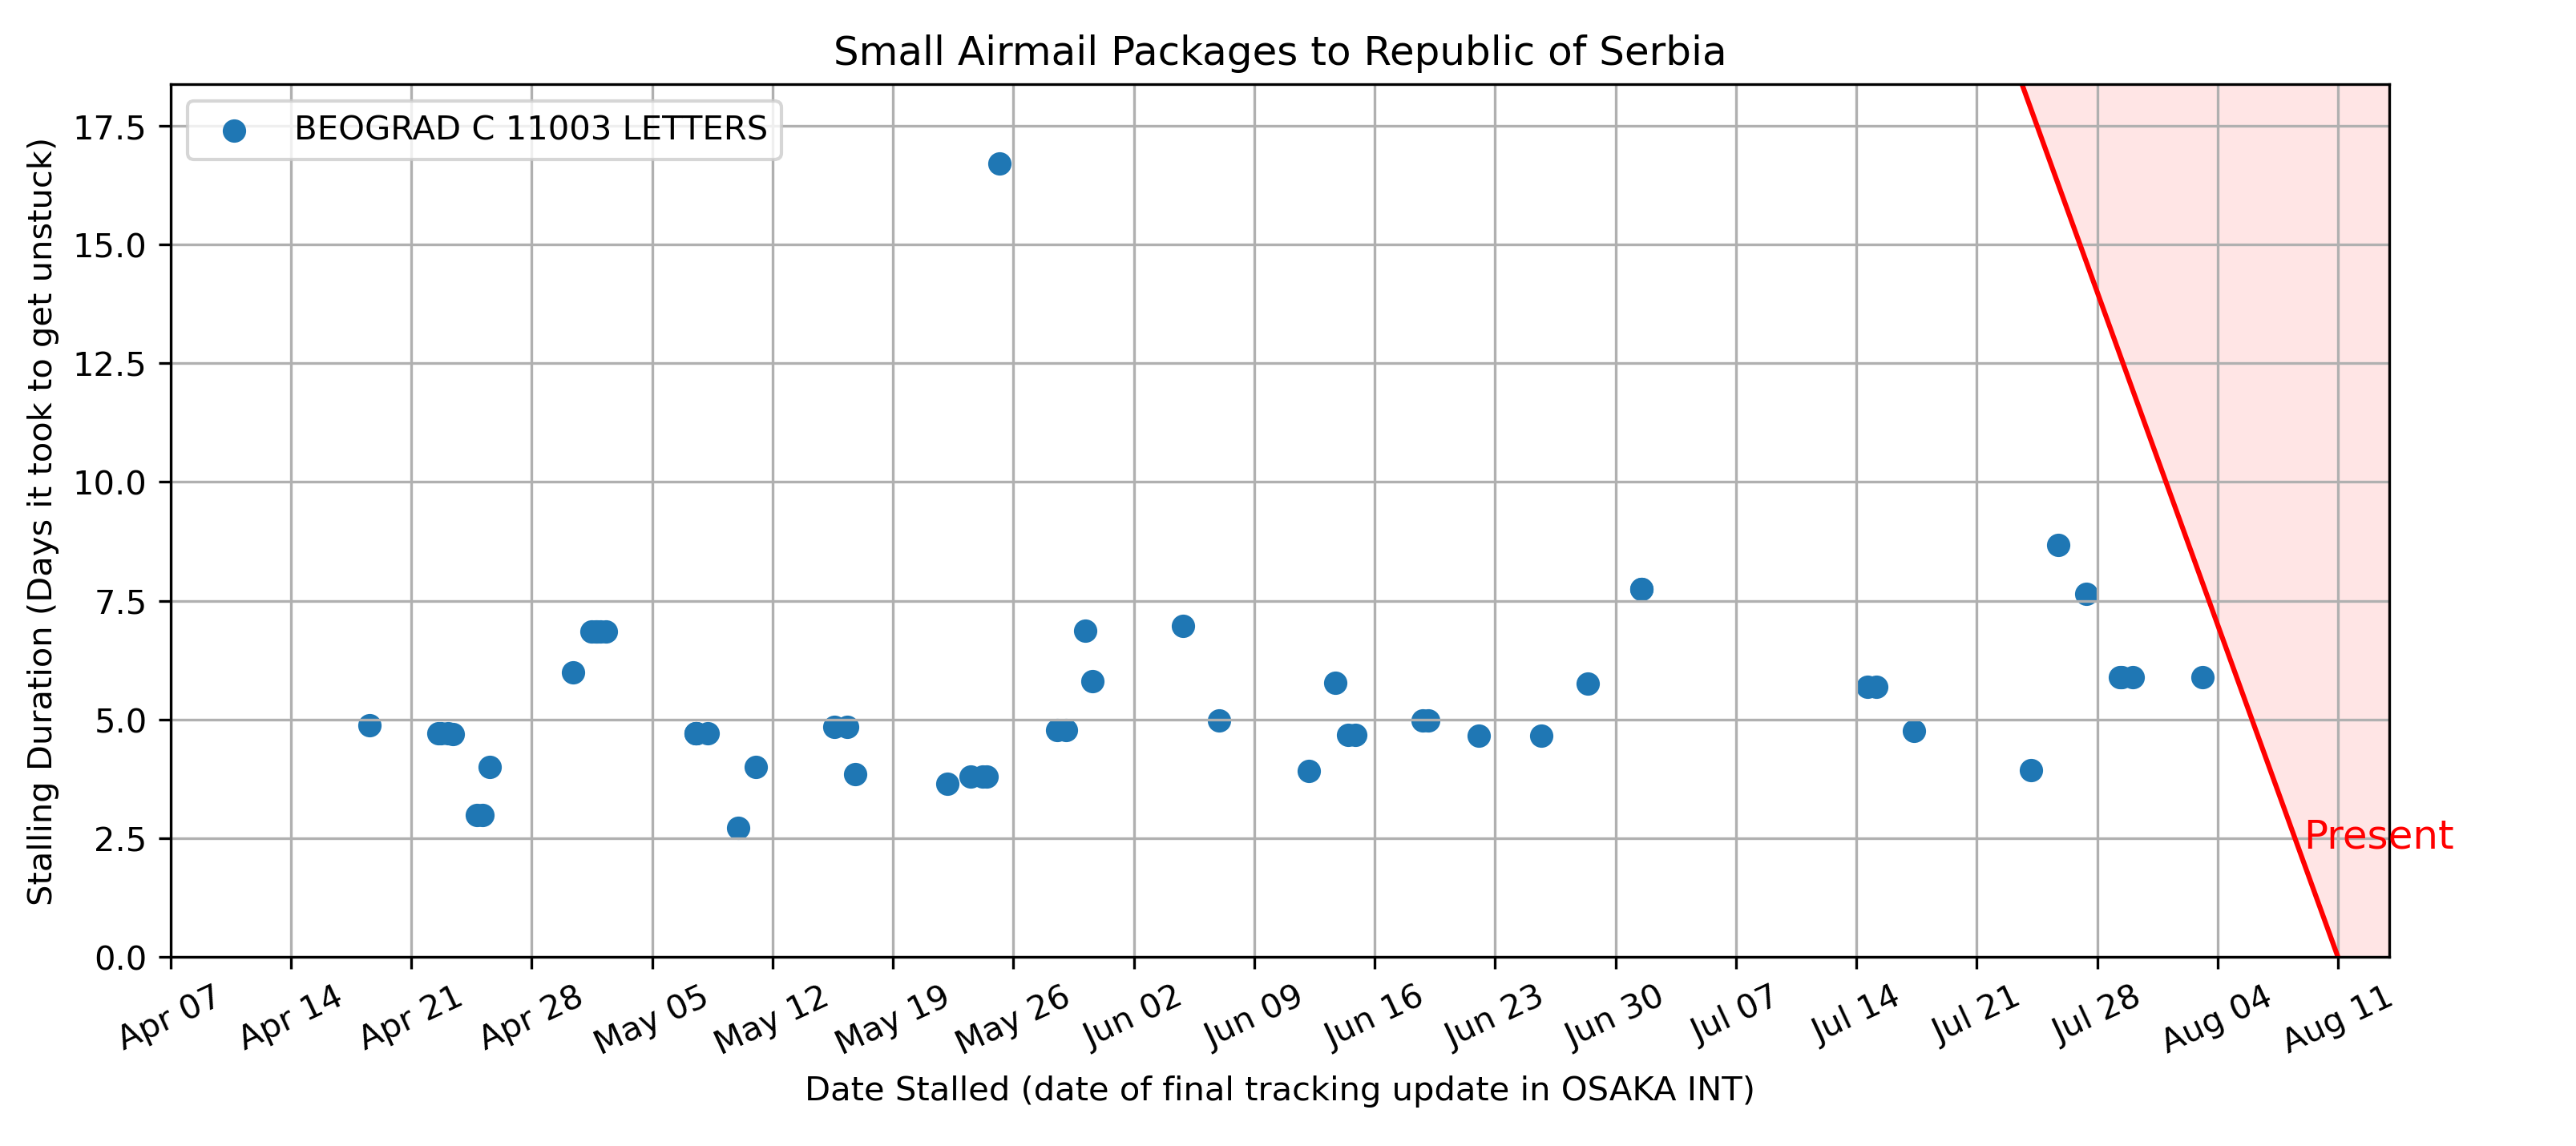 Small Airmail Packages to Republic of Serbia
BEOGRAD C 11003 LETTERS
Stalling Duration (Days it took to get unstuck)
17.5
15.0
12.5
10.0
7.5
5.0
2.5
0.0
Present
Apr 07
Apr 14
Apr 21
Apr 28
May 05
May 12
May 19
May 26
Jun 02
Jun 09
Jun 16
Jun 23
Jun 30
Jul 07
Jul 14
Jul 21
Jul 28
Aug 04
Aug 11
Date Stalled (date of final tracking update in OSAKA INT)